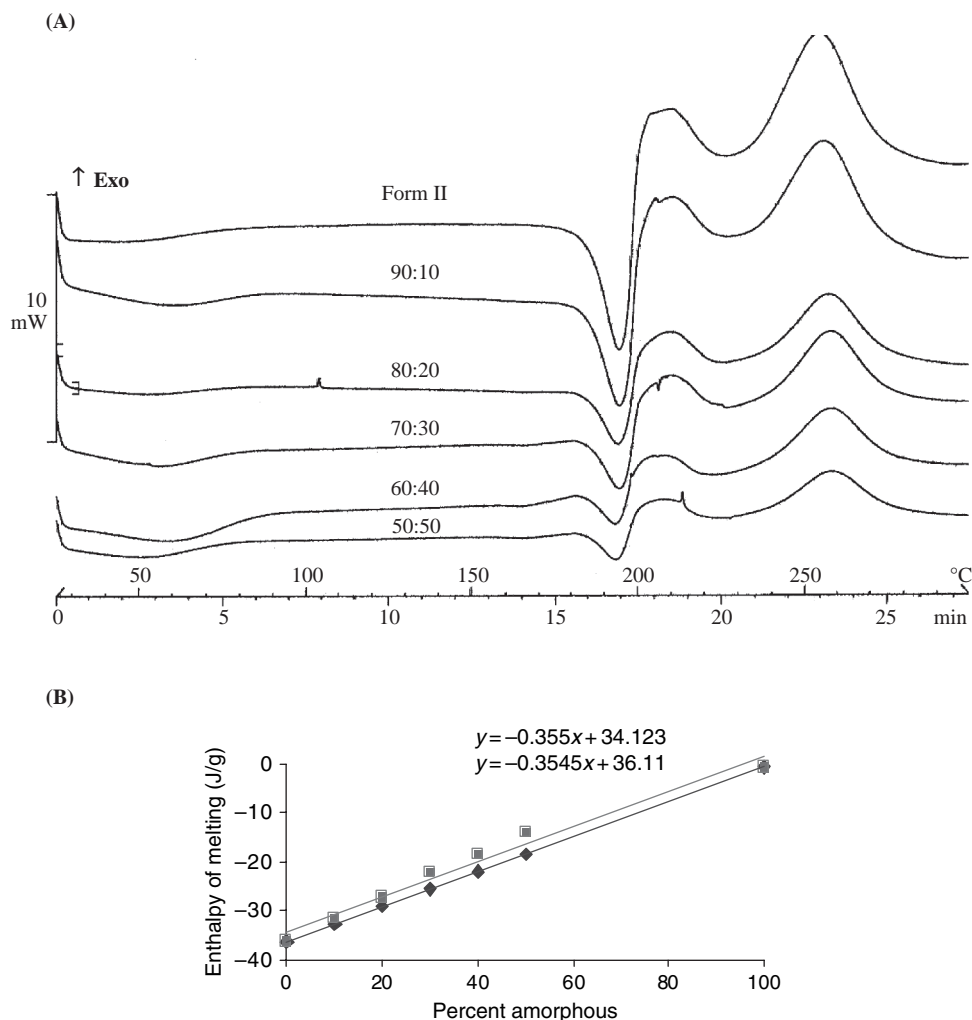 (A)
↑ Exo
Form II
90:10
10
mW
80:20
70:30
60:40
50:50
50 100 150 200 250 °C
0 5 10 15 20 25 min
(B)
y = −0.355x + 34.123
y = −0.3545x + 36.11
Enthalpy of melting (J/g)
0
−10
−20
−30
−40
0 20 40 60 80 100
Percent amorphous